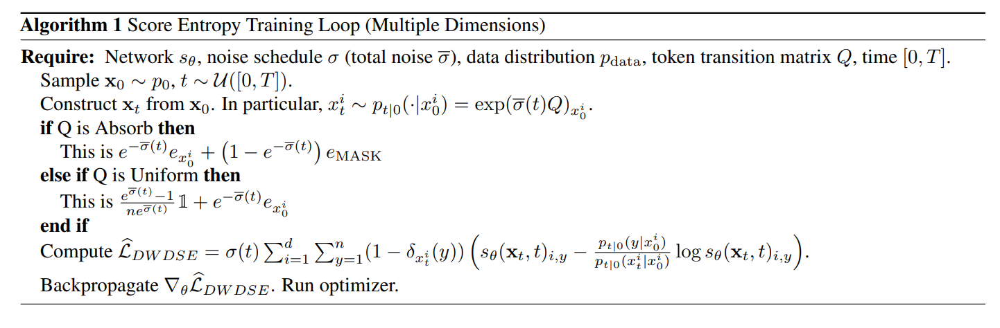 Algorithm 1 Score Entropy Training Loop (Multiple Dimensions)
Require: Network $s_\theta$, noise schedule $\sigma$ (total noise $\overline{\sigma}$), data distribution $p_{\text{data}}$, token transition matrix $Q$, time $[0, T]$.
Sample $\mathbf{x}_0 \sim p_0$, $t \sim \mathcal{U}([0, T])$.
Construct $\mathbf{x}_t$ from $\mathbf{x}_0$. In particular, $x_t^i \sim p_{t|0}(\cdot|x_0^i) = \exp(\overline{\sigma}(t)Q)_{x_0^i}$.
if Q is Absorb then
This is $e^{-\overline{\sigma}(t)} e_{x_0^i} + \left(1 - e^{-\overline{\sigma}(t)}\right) e_{\text{MASK}}$
else if Q is Uniform then
This is $\frac{e^{\overline{\sigma}(t)} - 1}{n e^{\overline{\sigma}(t)}} \mathbb{1} + e^{-\overline{\sigma}(t)} e_{x_0^i}$
end if
Compute $\widehat{\mathcal{L}}_{DWDSE} = \sigma(t) \sum_{i=1}^{d} \sum_{y=1}^{n} (1 - \delta_{x_t^i}(y)) \left( s_\theta(\mathbf{x}_t, t)_{i,y} - \frac{p_{t|0}(y|x_0^i)}{p_{t|0}(x_t^i|x_0^i)} \log s_\theta(\mathbf{x}_t, t)_{i,y} \right)$.
Backpropagate $\nabla_\theta \widehat{\mathcal{L}}_{DWDSE}$. Run optimizer.